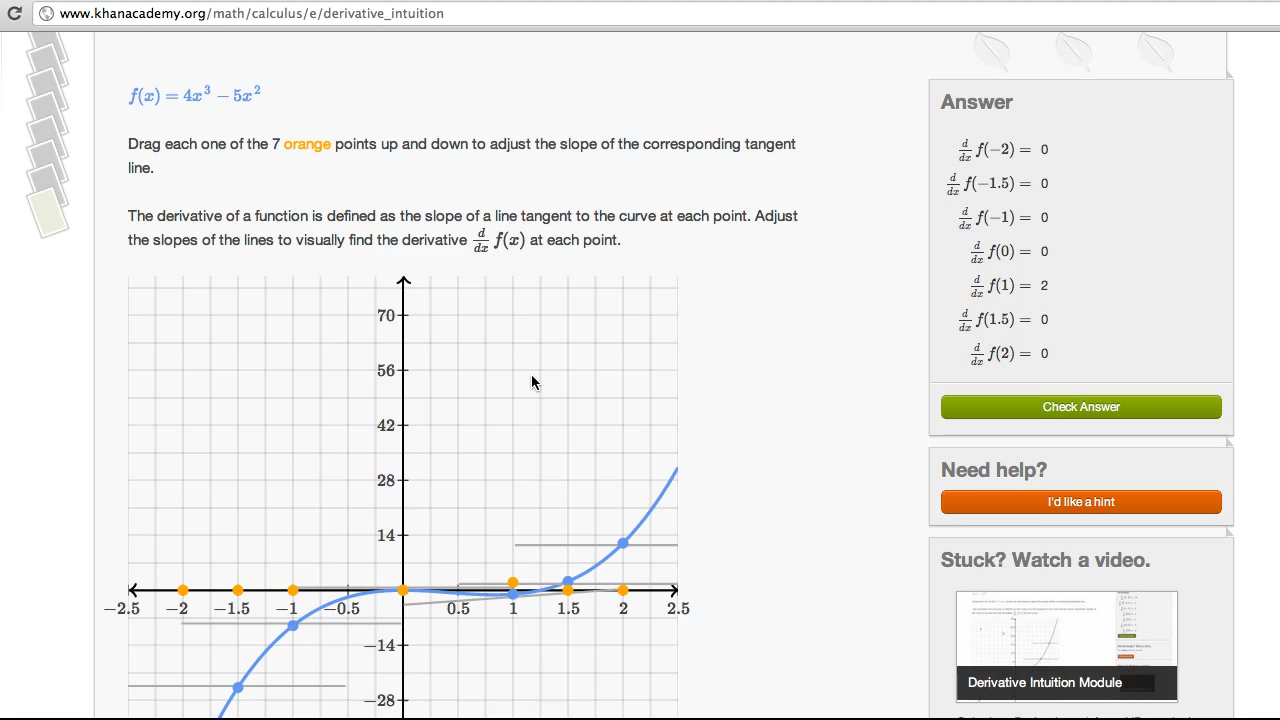 www.khanacademy.org/math/calculus/e/derivative_intuition
f(x) = 4x³ − 5x²
Drag each one of the 7 orange points up and down to adjust the slope of the corresponding tangent
line.
The derivative of a function is defined as the slope of a line tangent to the curve at each point. Adjust
the slopes of the lines to visually find the derivative d/dx f(x) at each point.
70
56
42
28
14
−2.5 −2 −1.5 −1 −0.5 0.5 1 1.5 2 2.5
−14
−28
Answer
d/dx f(−2) = 0
d/dx f(−1.5) = 0
d/dx f(−1) = 0
d/dx f(0) = 0
d/dx f(1) = 2
d/dx f(1.5) = 0
d/dx f(2) = 0
Check Answer
Need help?
I'd like a hint
Stuck? Watch a video.
Derivative Intuition Module